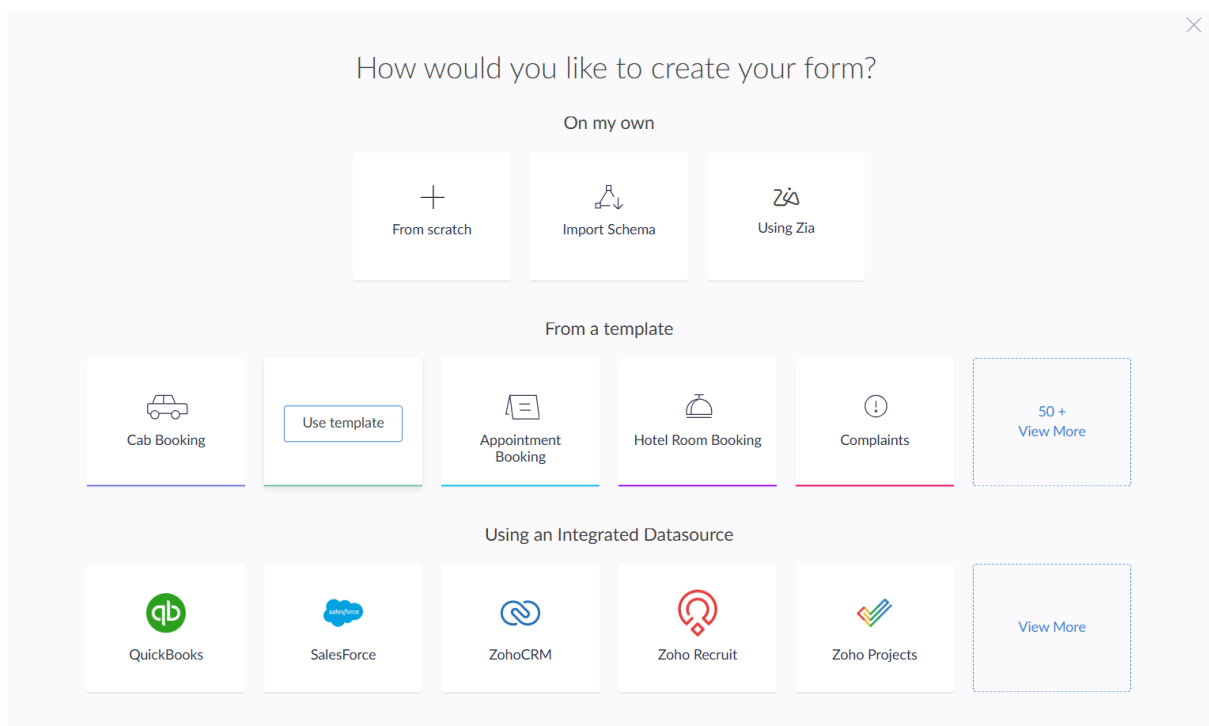 How would you like to create your form?
On my own
From scratch
Import Schema
Zia
Using Zia
From a template
Cab Booking
Use template
Appointment
Booking
Hotel Room Booking
Complaints
50 +
View More
Using an Integrated Datasource
qb
QuickBooks
salesforce
SalesForce
ZohoCRM
Zoho Recruit
Zoho Projects
View More